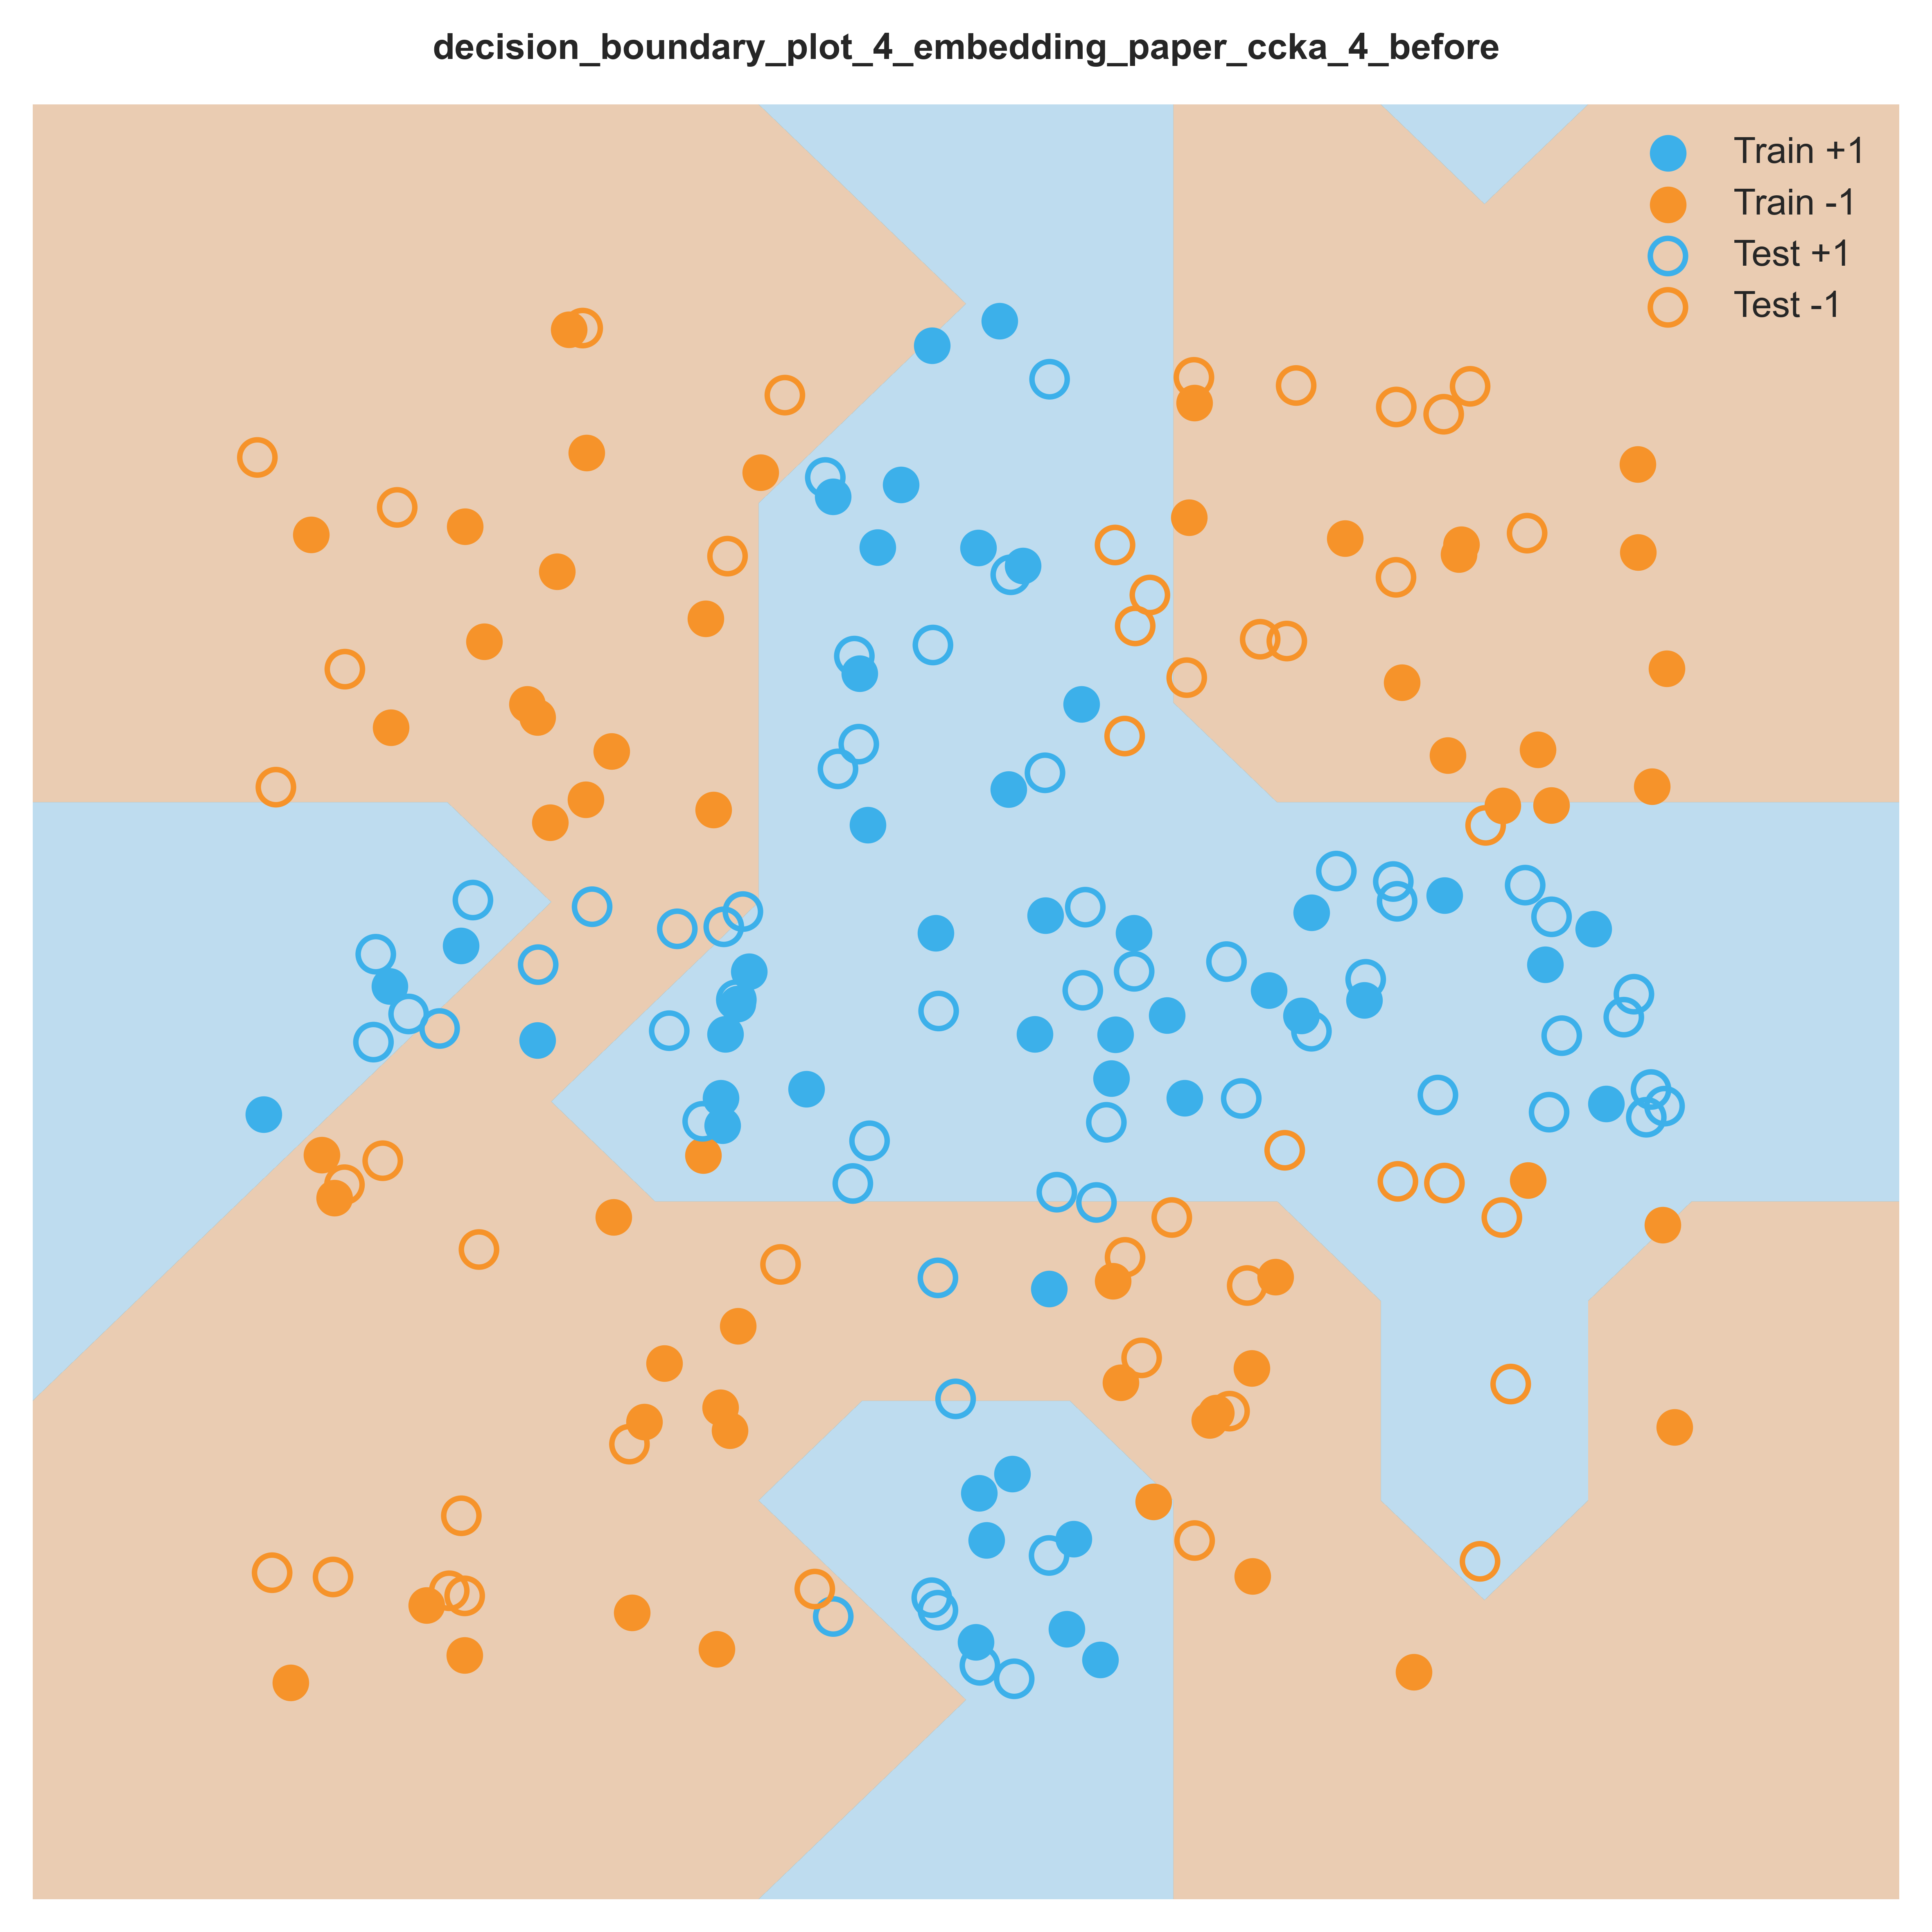 decision_boundary_plot_4_embedding_paper_ccka_4_before
Train +1
Train -1
Test +1
Test -1